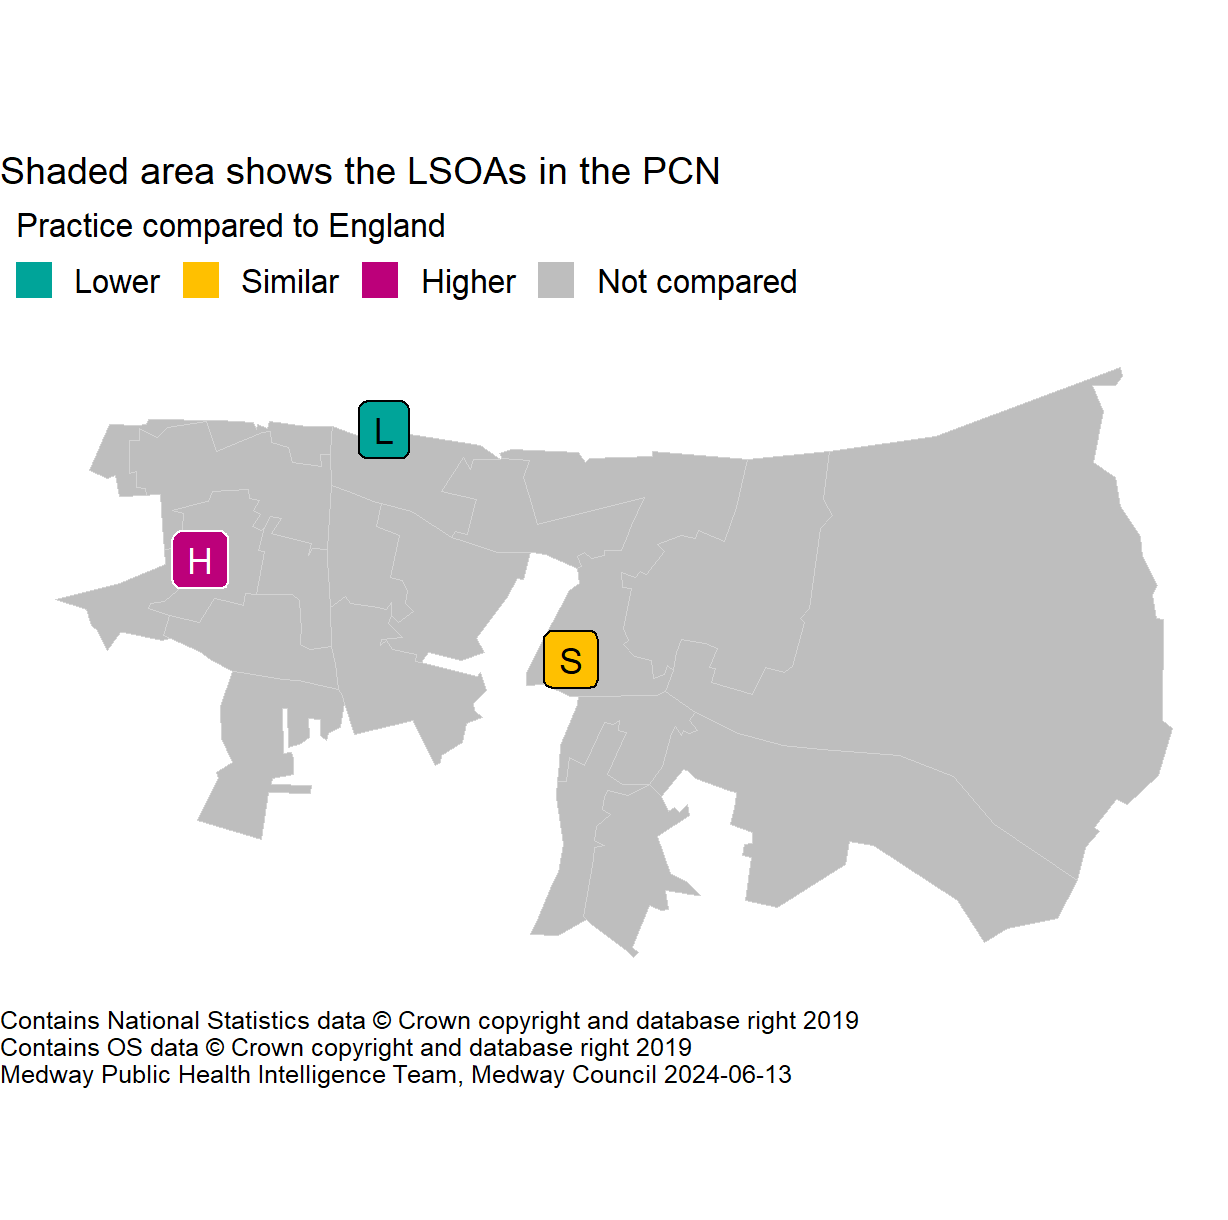 Shaded area shows the LSOAs in the PCN
Practice compared to England
Lower Similar Higher Not compared
L
H
S
Contains National Statistics data © Crown copyright and database right 2019
Contains OS data © Crown copyright and database right 2019
Medway Public Health Intelligence Team, Medway Council 2024-06-13